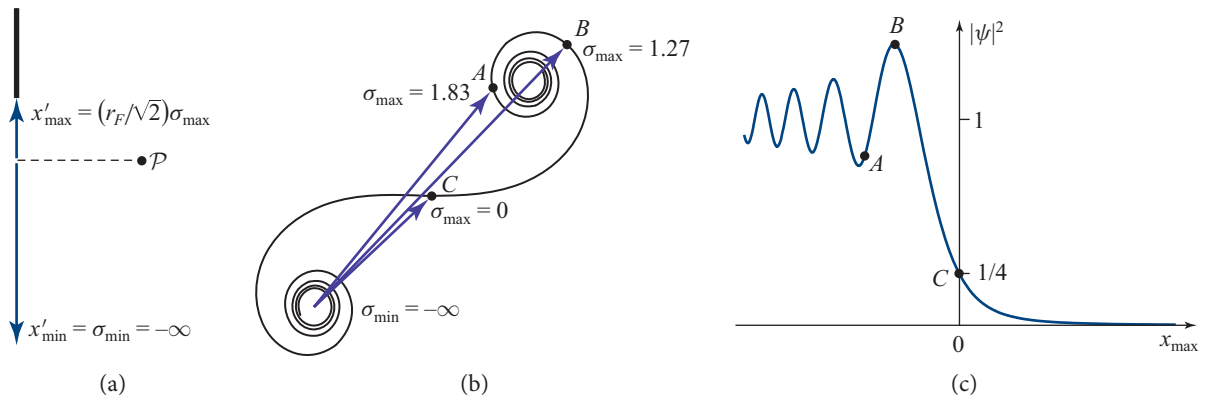 x′max = (rF/√2)σmax
𝒫
x′min = σmin = −∞
(a)
B
σmax = 1.27
A
σmax = 1.83
C
σmax = 0
σmin = −∞
(b)
|ψ|²
B
1
A
C
1/4
0
xmax
(c)